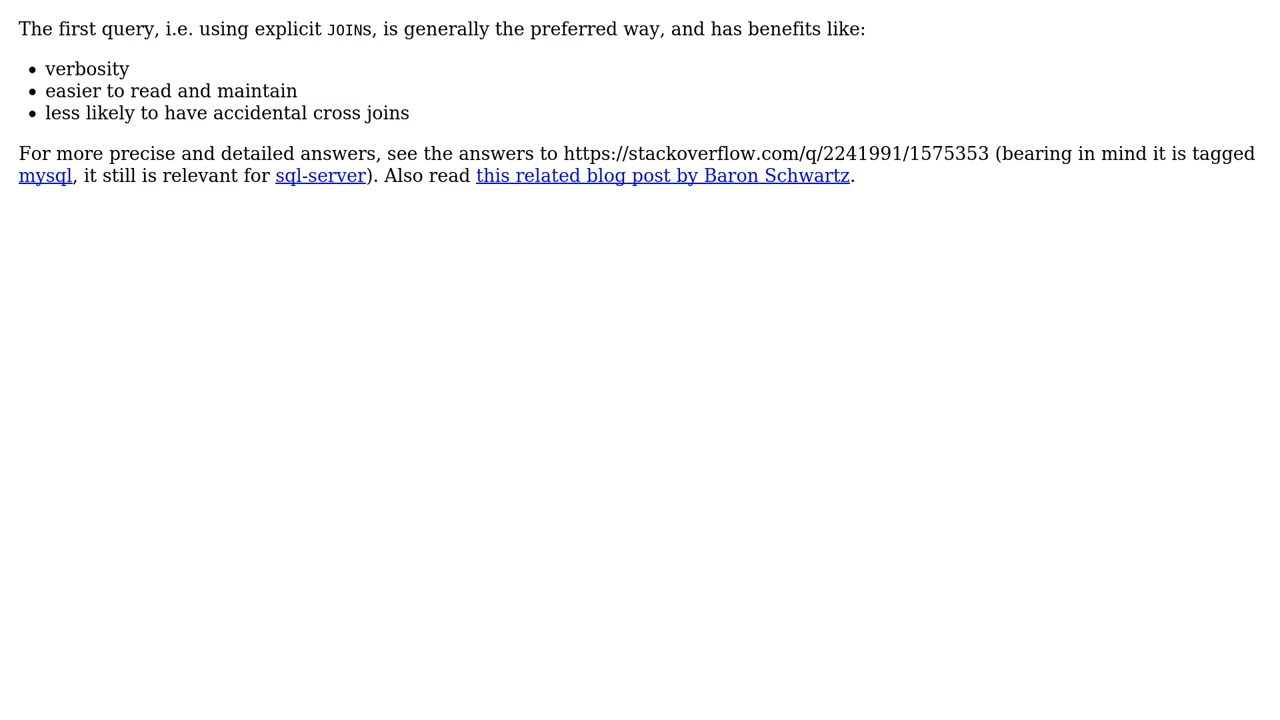 The first query, i.e. using explicit JOINs, is generally the preferred way, and has benefits like:
• verbosity
• easier to read and maintain
• less likely to have accidental cross joins
For more precise and detailed answers, see the answers to https://stackoverflow.com/q/2241991/1575353 (bearing in mind it is tagged
mysql, it still is relevant for sql-server). Also read this related blog post by Baron Schwartz.